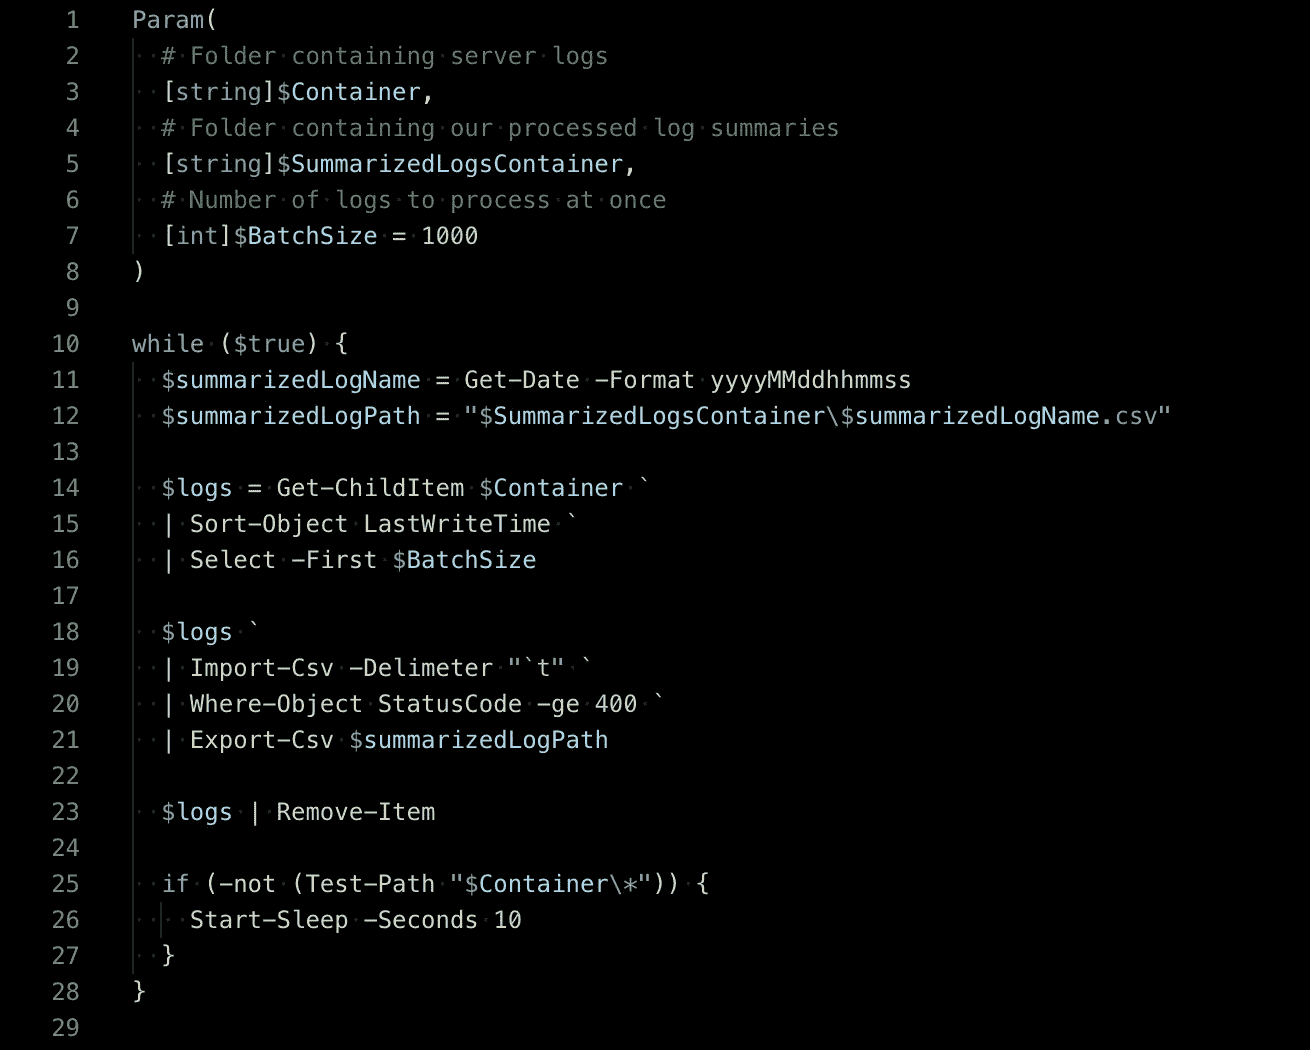 1 Param(
2 # Folder containing server logs
3 [string]$Container,
4 # Folder containing our processed log summaries
5 [string]$SummarizedLogsContainer,
6 # Number of logs to process at once
7 [int]$BatchSize = 1000
8 )
9
10 while ($true) {
11 $summarizedLogName = Get-Date -Format yyyyMMddhhmmss
12 $summarizedLogPath = "$SummarizedLogsContainer\$summarizedLogName.csv"
13
14 $logs = Get-ChildItem $Container `
15 | Sort-Object LastWriteTime `
16 | Select -First $BatchSize
17
18 $logs `
19 | Import-Csv -Delimeter "`t" `
20 | Where-Object StatusCode -ge 400 `
21 | Export-Csv $summarizedLogPath
22
23 $logs | Remove-Item
24
25 if (-not (Test-Path "$Container\*")) {
26 Start-Sleep -Seconds 10
27 }
28 }
29